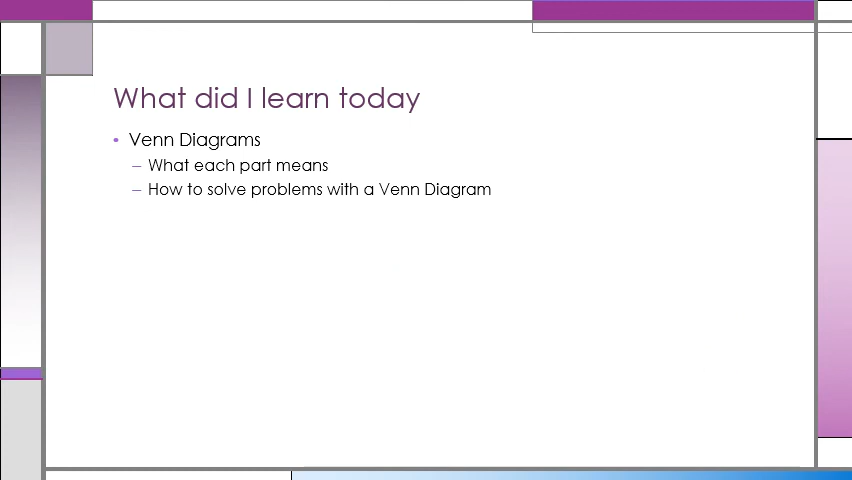 What did I learn today
• Venn Diagrams
– What each part means
– How to solve problems with a Venn Diagram